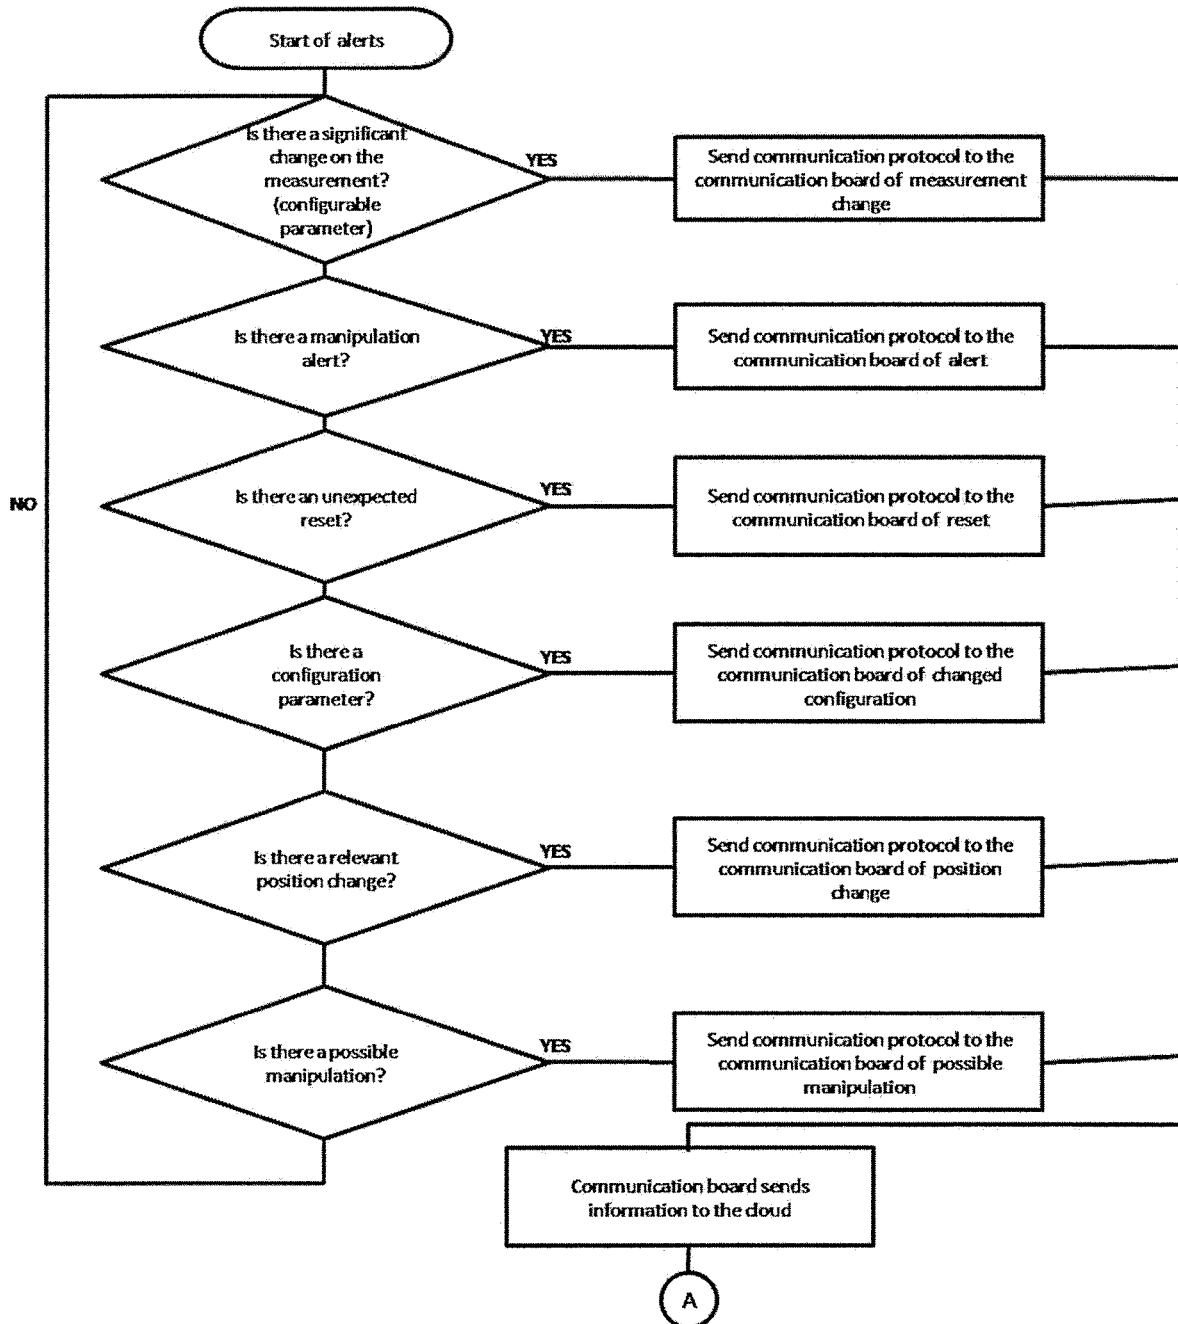 Start of alerts
Is there a significant
change on the
measurement?
(configurable
parameter)
YES
Send communication protocol to the
communication board of measurement
change
Is there a manipulation
alert?
YES
Send communication protocol to the
communication board of alert
NO
Is there an unexpected
reset?
YES
Send communication protocol to the
communication board of reset
Is there a
configuration
parameter?
YES
Send communication protocol to the
communication board of changed
configuration
Is there a relevant
position change?
YES
Send communication protocol to the
communication board of position
change
Is there a possible
manipulation?
YES
Send communication protocol to the
communication board of possible
manipulation
Communication board sends
information to the cloud
A